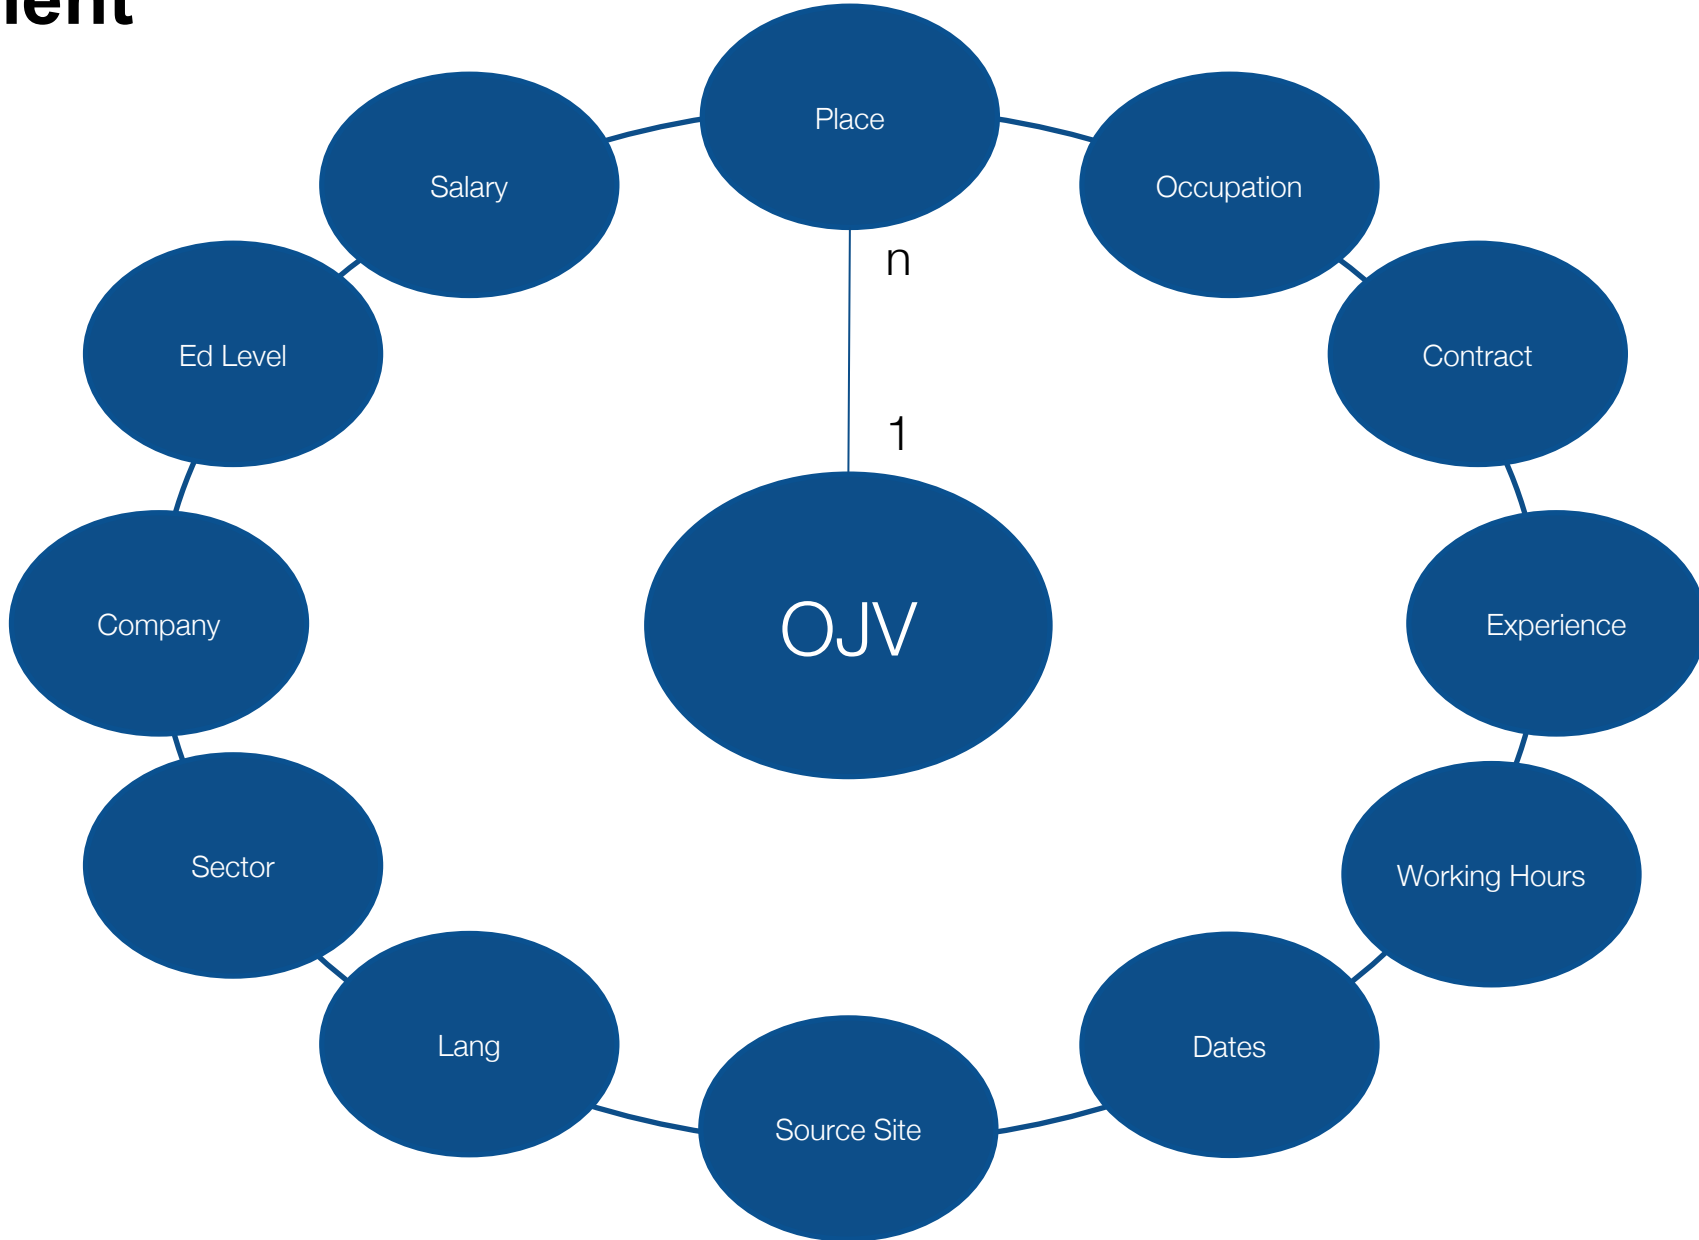 Place
Salary
Occupation
n
Ed Level
Contract
1
Company
OJV
Experience
Sector
Working Hours
Lang
Dates
Source Site